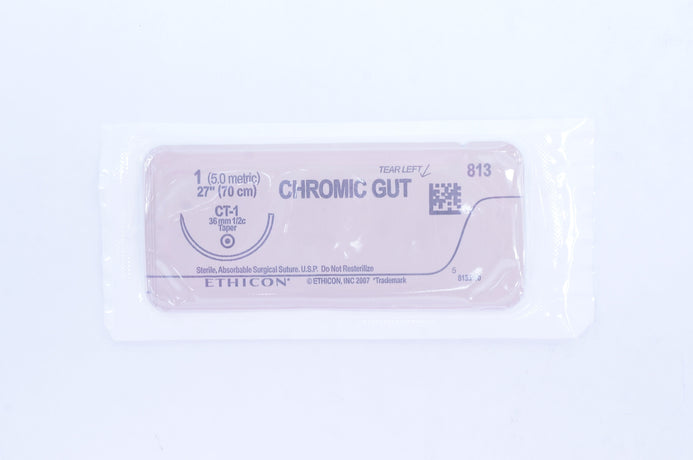 1 (5.0 metric)
27" (70 cm)
CHROMIC GUT
TEAR LEFT
813
CT-1
36 mm 1/2c
Taper
Sterile, Absorbable Surgical Suture. U.S.P. Do Not Resterilize
ETHICON*
© ETHICON, INC 2007 *Trademark
5